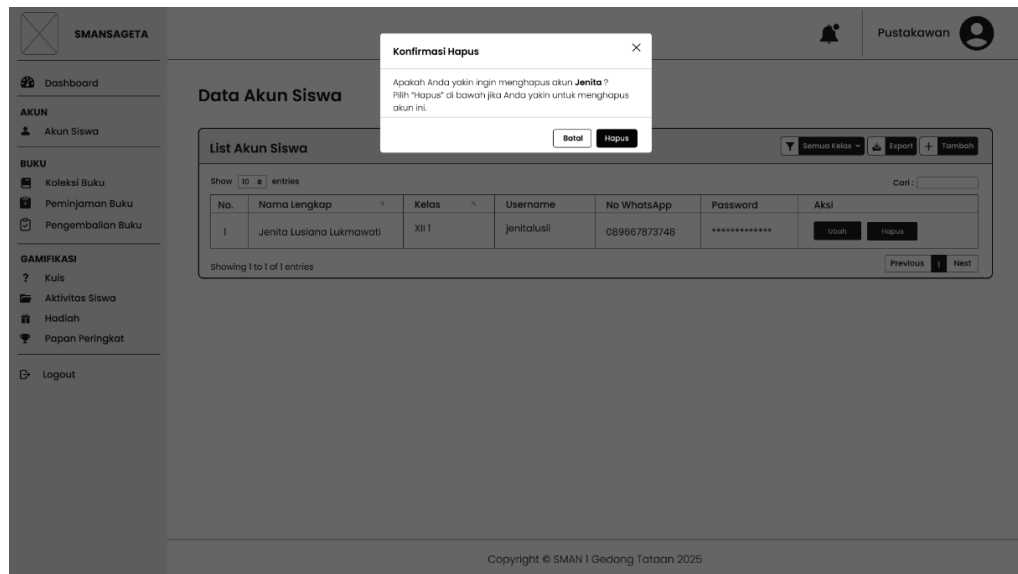 SMANSAGETA
Pustakawan
Dashboard
AKUN
Akun Siswa
BUKU
Koleksi Buku
Peminjaman Buku
Pengembalian Buku
GAMIFIKASI
? Kuis
Aktivitas Siswa
Hadiah
Papan Peringkat
Logout
Konfirmasi Hapus
Apakah Anda yakin ingin menghapus akun Jenita ?
Pilih "Hapus" di bawah jika Anda yakin untuk menghapus
akun ini.
Batal Hapus
Data Akun Siswa
List Akun Siswa
Semua Kelas Export + Tambah
Show 10 entries
Cari :
No. Nama Lengkap Kelas Username No WhatsApp Password Aksi
1 Jenita Lusiana Lukmawati XII 1 jenitalusii 089667873748 ************* Ubah Hapus
Showing 1 to 1 of 1 entries
Previous 1 Next
Copyright © SMAN 1 Gedong Tataan 2025